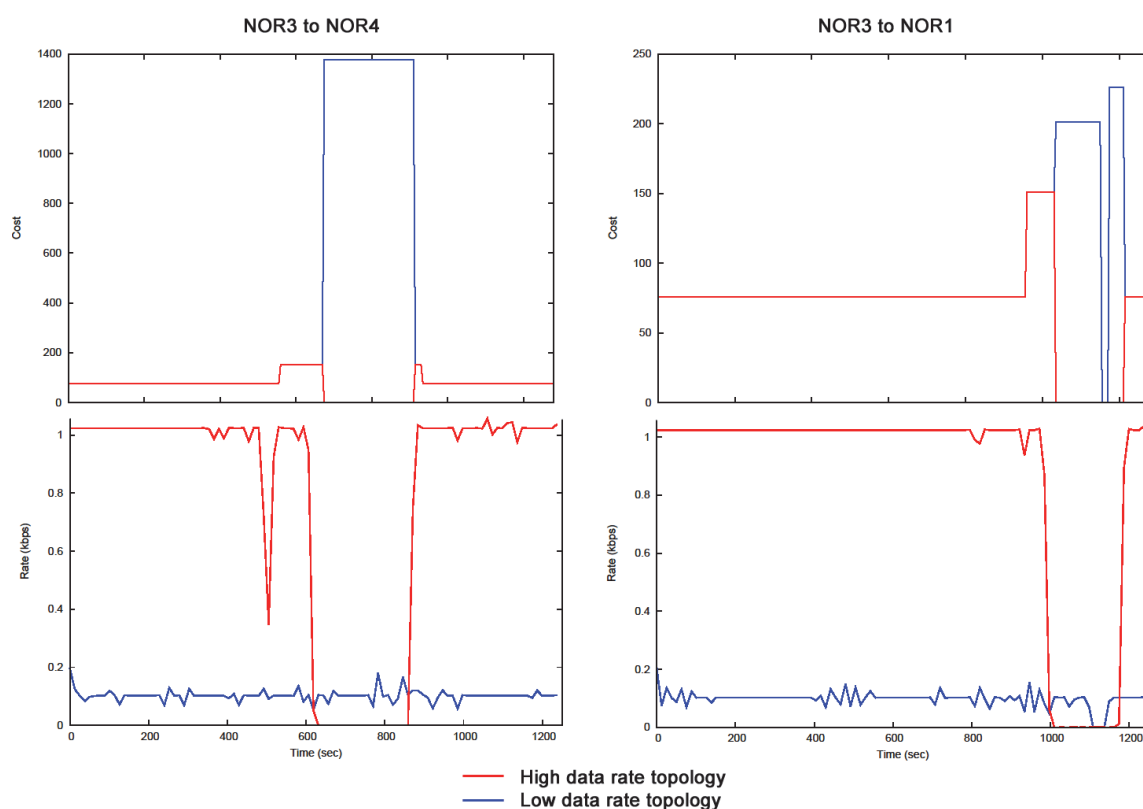 NOR3 to NOR4
NOR3 to NOR1
1400
1200
1000
800
600
400
200
0
Cost
250
200
150
100
50
0
Cost
1
0.8
0.6
0.4
0.2
0
Rate (kbps)
0 200 400 600 800 1000 1200
Time (sec)
1
0.8
0.6
0.4
0.2
0
Rate (kbps)
0 200 400 600 800 1000 1200
Time (sec)
High data rate topology
Low data rate topology